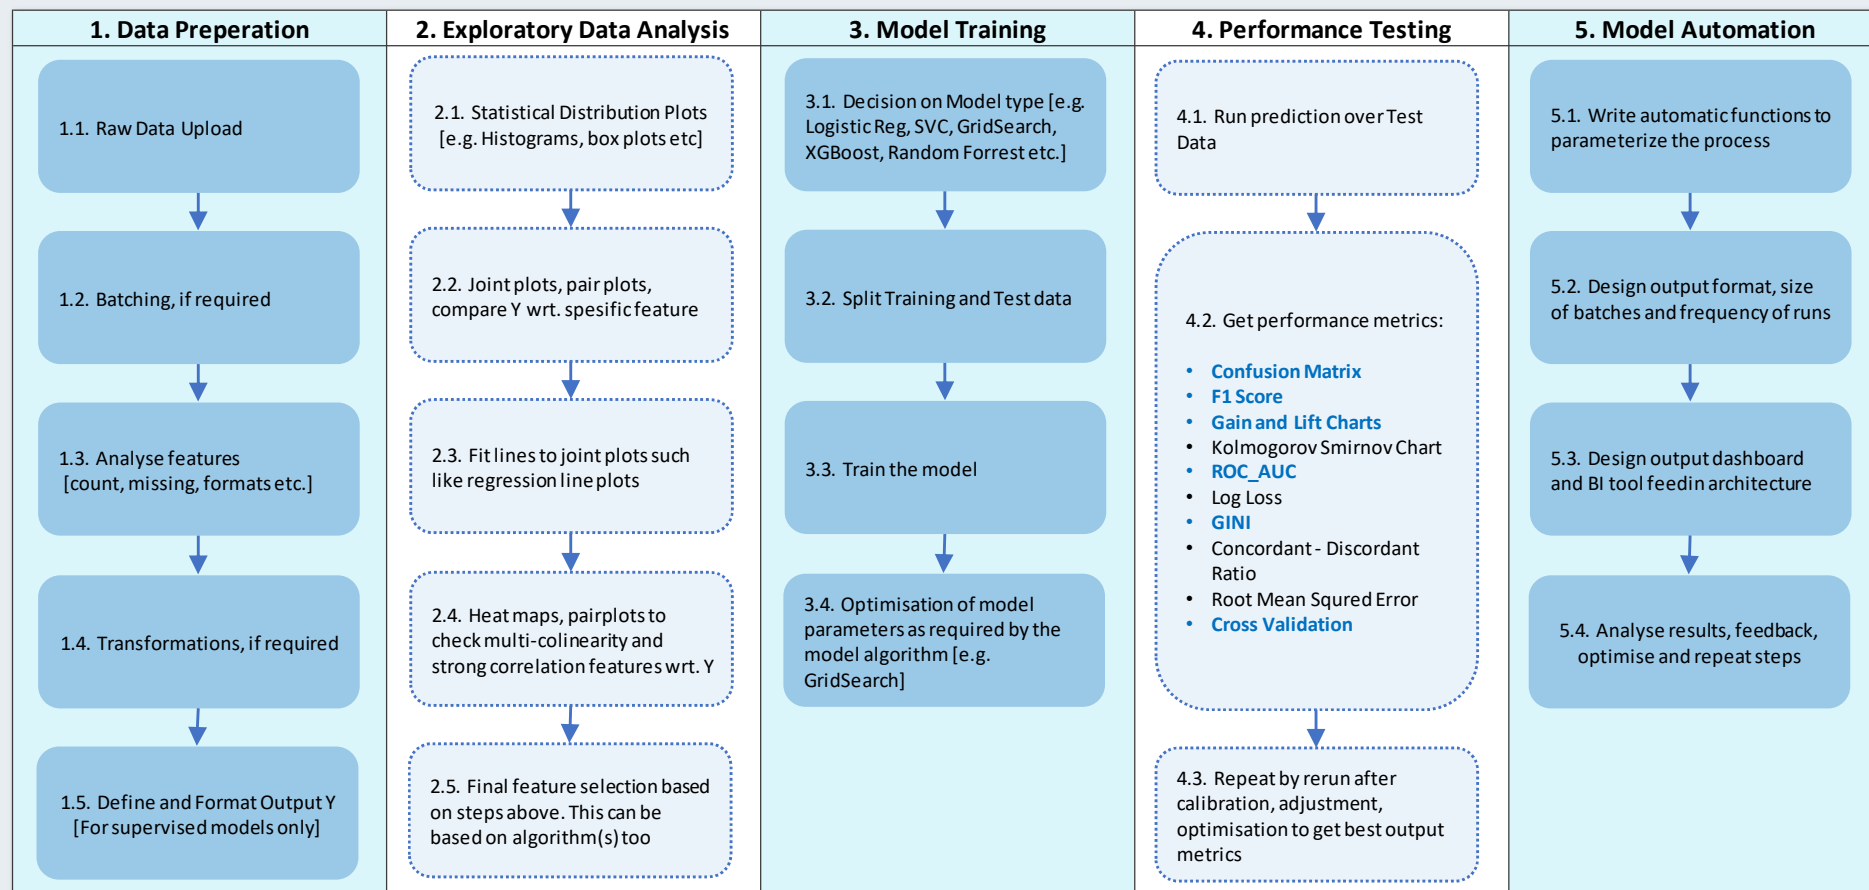 1. Data Preperation
1.1. Raw Data Upload
1.2. Batching, if required
1.3. Analyse features
[count, missing, formats etc.]
1.4. Transformations, if required
1.5. Define and Format Output Y
[For supervised models only]
2. Exploratory Data Analysis
2.1. Statistical Distribution Plots
[e.g. Histograms, box plots etc]
2.2. Joint plots, pair plots,
compare Y wrt. spesific feature
2.3. Fit lines to joint plots such
like regression line plots
2.4. Heat maps, pairplots to
check multi-colinearity and
strong correlation features wrt. Y
2.5. Final feature selection based
on steps above. This can be
based on algorithm(s) too
3. Model Training
3.1. Decision on Model type [e.g.
Logistic Reg, SVC, GridSearch,
XGBoost, Random Forrest etc.]
3.2. Split Training and Test data
3.3. Train the model
3.4. Optimisation of model
parameters as required by the
model algorithm [e.g.
GridSearch]
4. Performance Testing
4.1. Run prediction over Test
Data
4.2. Get performance metrics:
• Confusion Matrix
• F1 Score
• Gain and Lift Charts
• Kolmogorov Smirnov Chart
• ROC_AUC
• Log Loss
• GINI
• Concordant - Discordant
Ratio
• Root Mean Squred Error
• Cross Validation
4.3. Repeat by rerun after
calibration, adjustment,
optimisation to get best output
metrics
5. Model Automation
5.1. Write automatic functions to
parameterize the process
5.2. Design output format, size
of batches and frequency of runs
5.3. Design output dashboard
and BI tool feedin architecture
5.4. Analyse results, feedback,
optimise and repeat steps